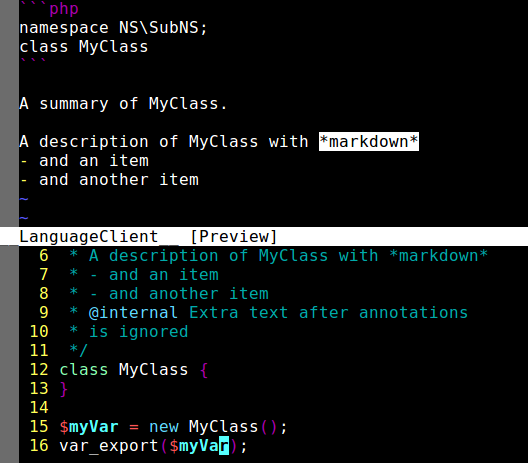 ```php
namespace NS\SubNS;
class MyClass
```
A summary of MyClass.
A description of MyClass with *markdown*
- and an item
- and another item
~
~
__LanguageClient__ [Preview]
6  * A description of MyClass with *markdown*
7  * - and an item
8  * - and another item
9  * @internal Extra text after annotations
10  * is ignored
11  */
12 class MyClass {
13 }
14
15 $myVar = new MyClass();
16 var_export($myVar);